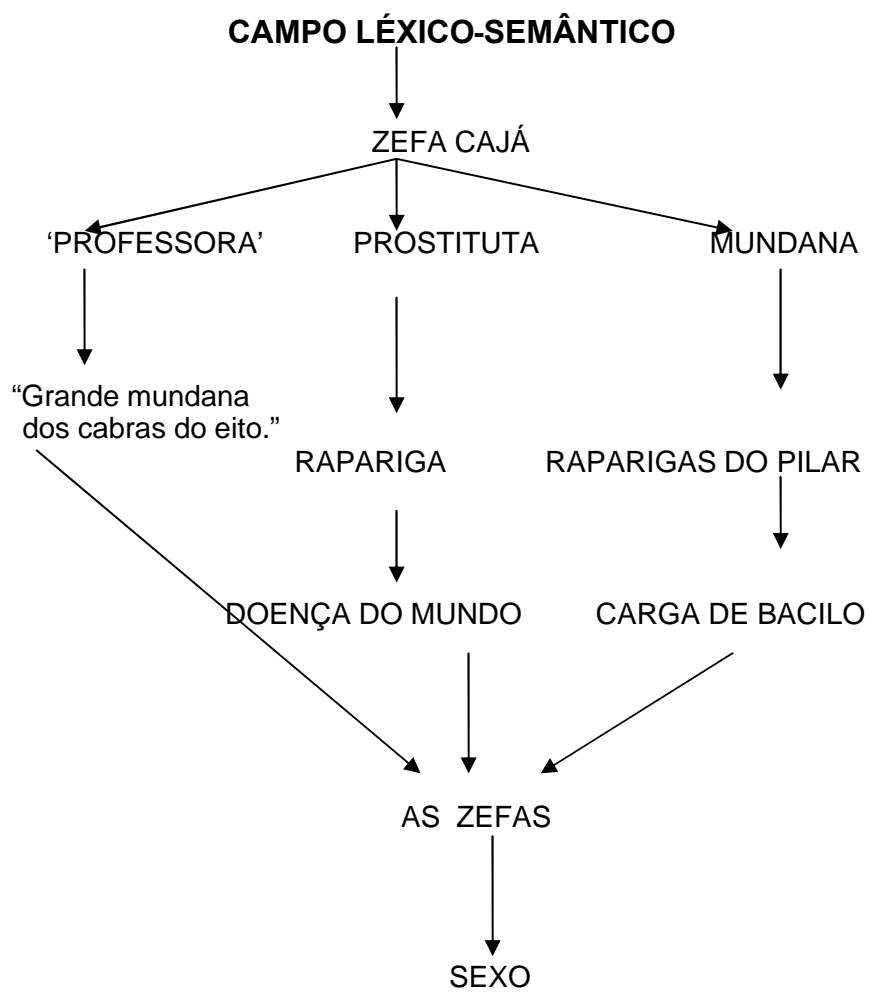 CAMPO LÉXICO-SEMÂNTICO
ZEFA CAJÁ
‘PROFESSORA’ PROSTITUTA MUNDANA
“Grande mundana
dos cabras do eito.”
RAPARIGA RAPARIGAS DO PILAR
DOENÇA DO MUNDO CARGA DE BACILO
AS ZEFAS
SEXO